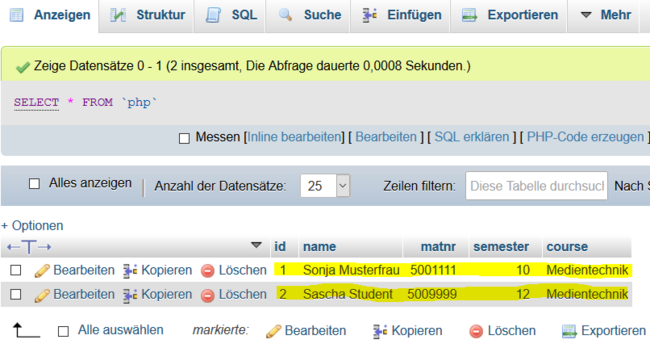 Anzeigen Struktur SQL Suche Einfügen Exportieren Mehr
Zeige Datensätze 0 - 1 (2 insgesamt, Die Abfrage dauerte 0,0008 Sekunden.)
SELECT * FROM `php`
Messen [Inline bearbeiten] [ Bearbeiten ] [ SQL erklären ] [ PHP-Code erzeugen ]
Alles anzeigen Anzahl der Datensätze: 25 Zeilen filtern: Diese Tabelle durchsuch Nach S
+ Optionen
←T→ id name matnr semester course
Bearbeiten Kopieren Löschen 1 Sonja Musterfrau 5001111 10 Medientechnik
Bearbeiten Kopieren Löschen 2 Sascha Student 5009999 12 Medientechnik
Alle auswählen markierte: Bearbeiten Kopieren Löschen Exportieren